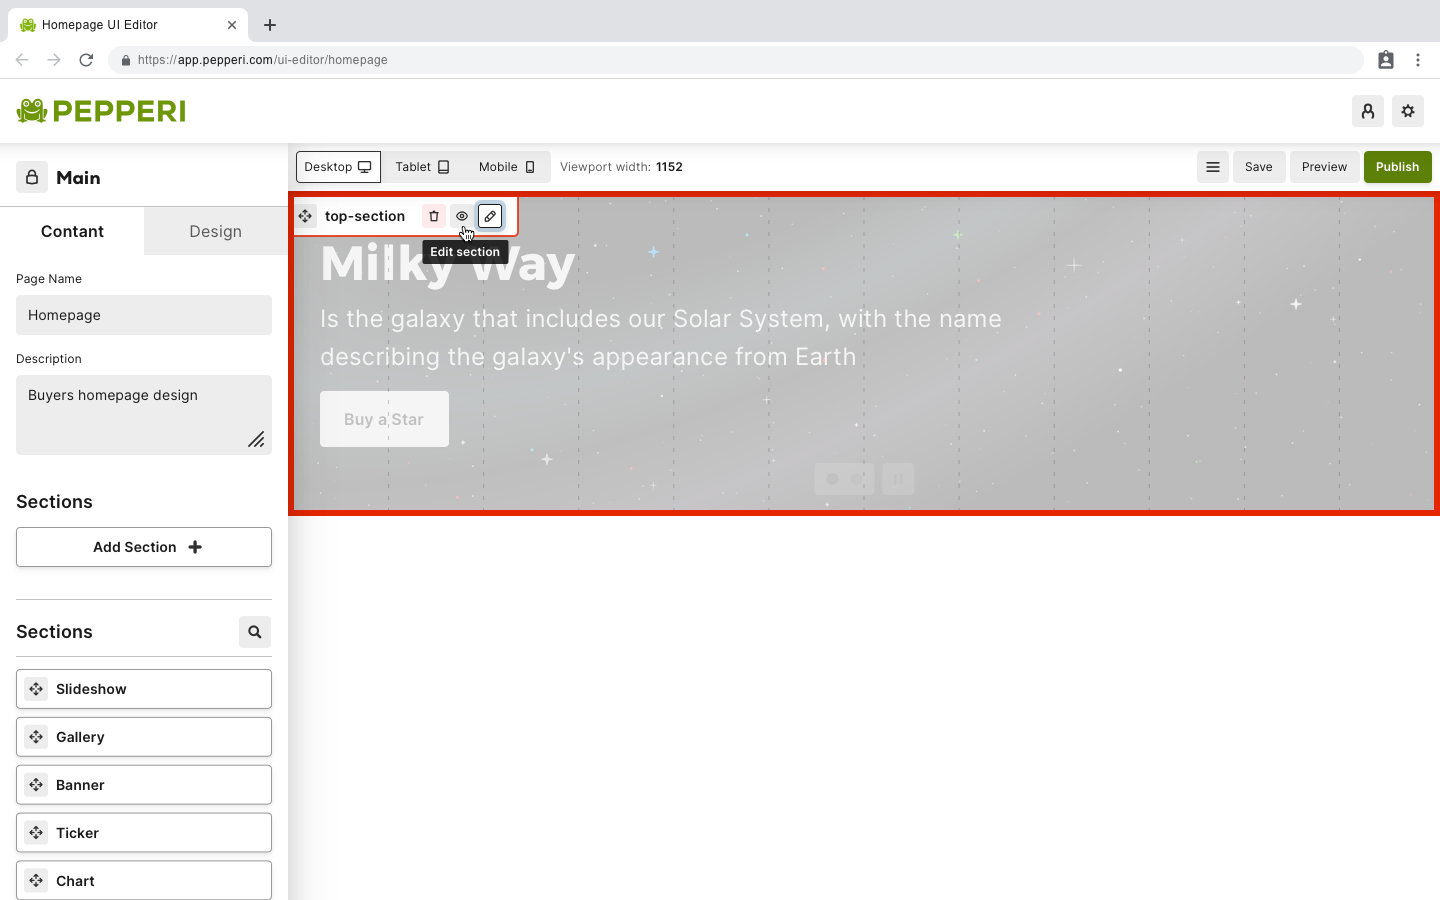 Homepage UI Editor
https://app.pepperi.com/ui-editor/homepage
PEPPERI
Main
Desktop
Tablet
Mobile
Viewport width: 1152
Save
Preview
Publish
Contant
Design
top-section
Edit section
Page Name
Homepage
Description
Buyers homepage design
Milky Way
Is the galaxy that includes our Solar System, with the name
describing the galaxy's appearance from Earth
Buy a Star
Sections
Add Section
Sections
Slideshow
Gallery
Banner
Ticker
Chart